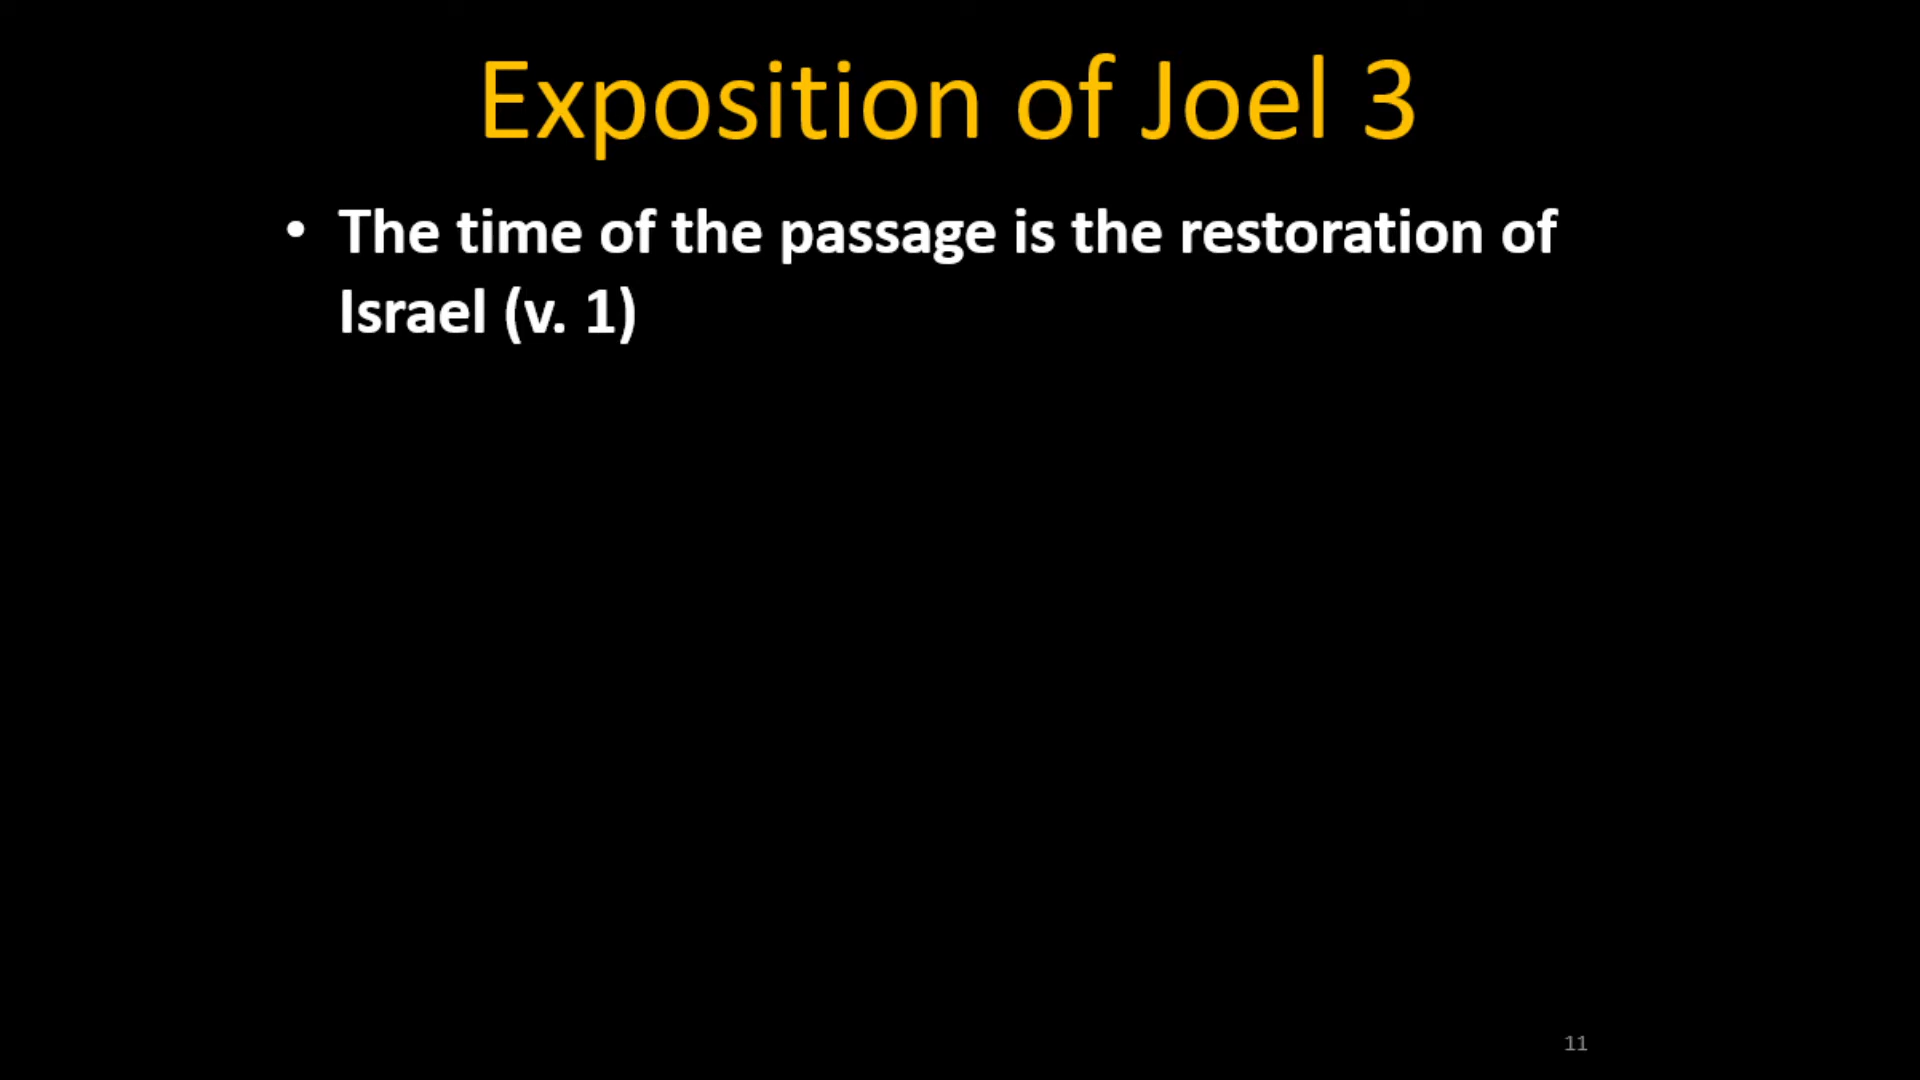 Exposition of Joel 3
• The time of the passage is the restoration of
Israel (v. 1)
11